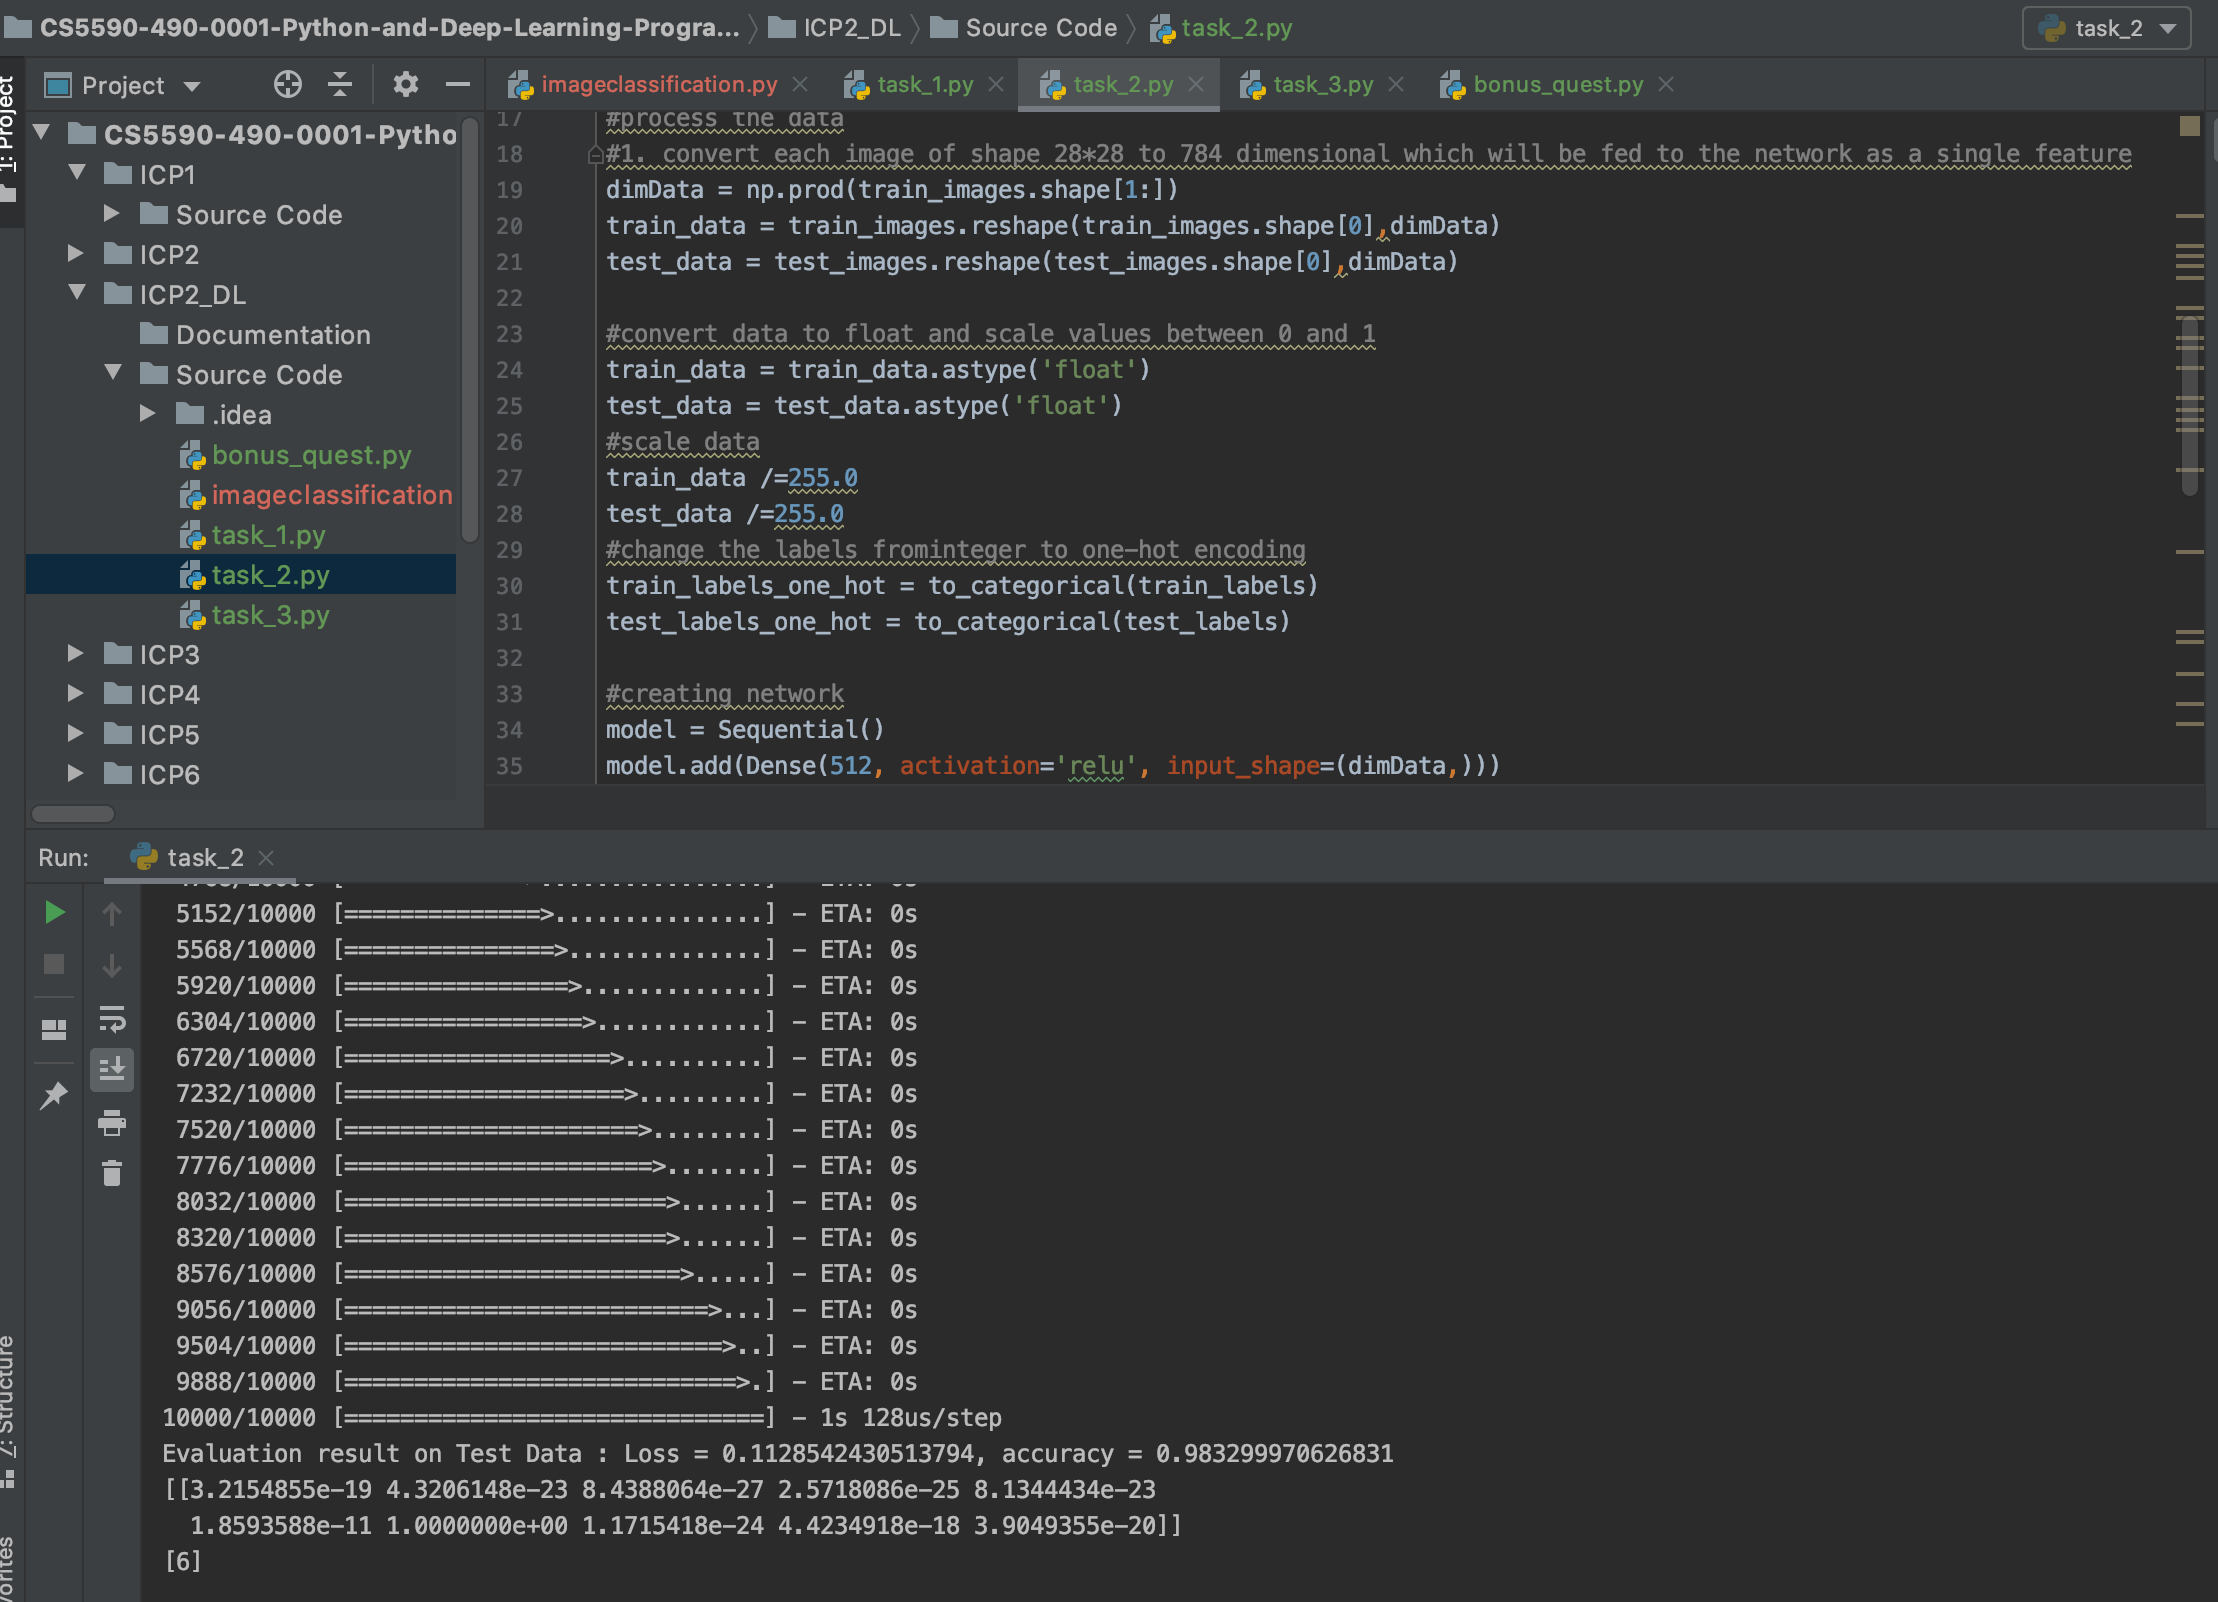 CS5590-490-0001-Python-and-Deep-Learning-Progra... ICP2_DL Source Code task_2.py task_2
1: Project
Project
imageclassification.py task_1.py task_2.py task_3.py bonus_quest.py
CS5590-490-0001-Pytho
ICP1
Source Code
ICP2
ICP2_DL
Documentation
Source Code
.idea
bonus_quest.py
imageclassification
task_1.py
task_2.py
task_3.py
ICP3
ICP4
ICP5
ICP6
17 #process the data
18 #1. convert each image of shape 28*28 to 784 dimensional which will be fed to the network as a single feature
19 dimData = np.prod(train_images.shape[1:])
20 train_data = train_images.reshape(train_images.shape[0],dimData)
21 test_data = test_images.reshape(test_images.shape[0],dimData)
22
23 #convert data to float and scale values between 0 and 1
24 train_data = train_data.astype('float')
25 test_data = test_data.astype('float')
26 #scale data
27 train_data /=255.0
28 test_data /=255.0
29 #change the labels frominteger to one-hot encoding
30 train_labels_one_hot = to_categorical(train_labels)
31 test_labels_one_hot = to_categorical(test_labels)
32
33 #creating network
34 model = Sequential()
35 model.add(Dense(512, activation='relu', input_shape=(dimData,)))
Run: task_2
5152/10000 [==============>...............] - ETA: 0s
5568/10000 [===============>..............] - ETA: 0s
5920/10000 [================>.............] - ETA: 0s
6304/10000 [=================>............] - ETA: 0s
6720/10000 [===================>..........] - ETA: 0s
7232/10000 [====================>.........] - ETA: 0s
7520/10000 [=====================>........] - ETA: 0s
7776/10000 [======================>.......] - ETA: 0s
8032/10000 [=======================>......] - ETA: 0s
8320/10000 [=======================>......] - ETA: 0s
8576/10000 [========================>.....] - ETA: 0s
9056/10000 [==========================>...] - ETA: 0s
9504/10000 [===========================>..] - ETA: 0s
9888/10000 [============================>.] - ETA: 0s
10000/10000 [==============================] - 1s 128us/step
Evaluation result on Test Data : Loss = 0.1128542430513794, accuracy = 0.983299970626831
[[3.2154855e-19 4.3206148e-23 8.4388064e-27 2.5718086e-25 8.1344434e-23
1.8593588e-11 1.0000000e+00 1.1715418e-24 4.4234918e-18 3.9049355e-20]]
[6]
7: Structure